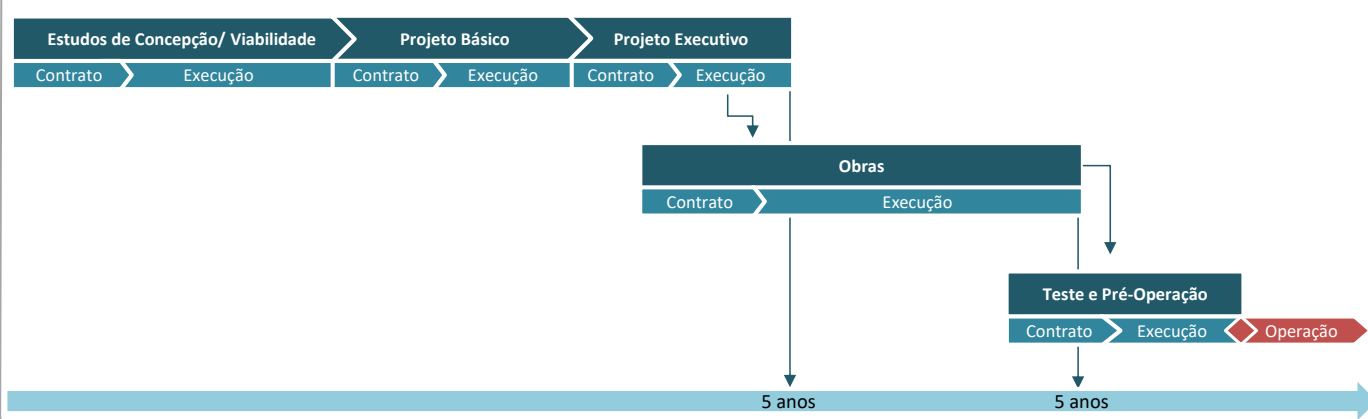 Estudos de Concepção/ Viabilidade Projeto Básico Projeto Executivo
Contrato Execução Contrato Execução Contrato Execução
Obras
Contrato Execução
Teste e Pré-Operação
Contrato Execução Operação
5 anos 5 anos